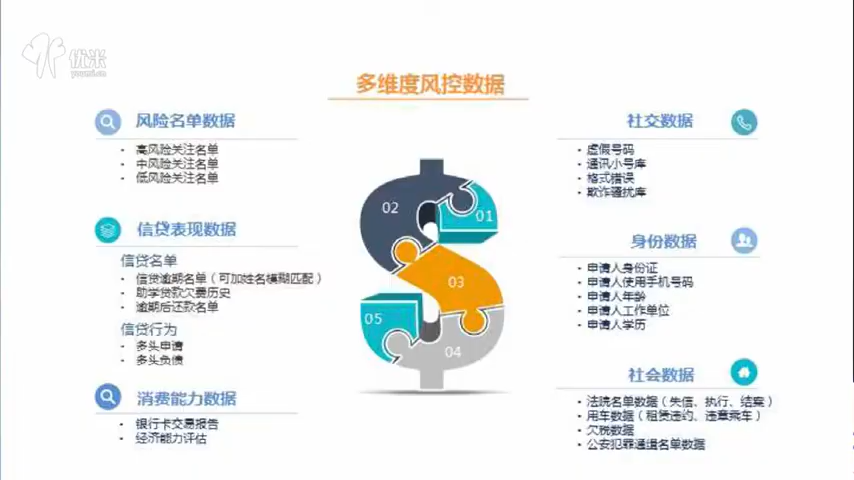 优米
youmi.cn
多维度风控数据
风险名单数据
• 高风险关注名单
• 中风险关注名单
• 低风险关注名单
信贷表现数据
信贷名单
• 信贷逾期名单（可加姓名模糊匹配）
• 助学贷款欠费历史
• 逾期后还款名单
信贷行为
• 多头申请
• 多头负债
消费能力数据
• 银行卡交易报告
• 经济能力评估
02
01
03
05
04
社交数据
• 虚假号码
• 通讯小号库
• 格式错误
• 欺诈骚扰库
身份数据
• 申请人身份证
• 申请人使用手机号码
• 申请人年龄
• 申请人工作单位
• 申请人学历
社会数据
• 法院名单数据（失信、执行、结案）
• 用车数据（租赁违约、违章乘车）
• 欠税数据
• 公安犯罪通缉名单数据